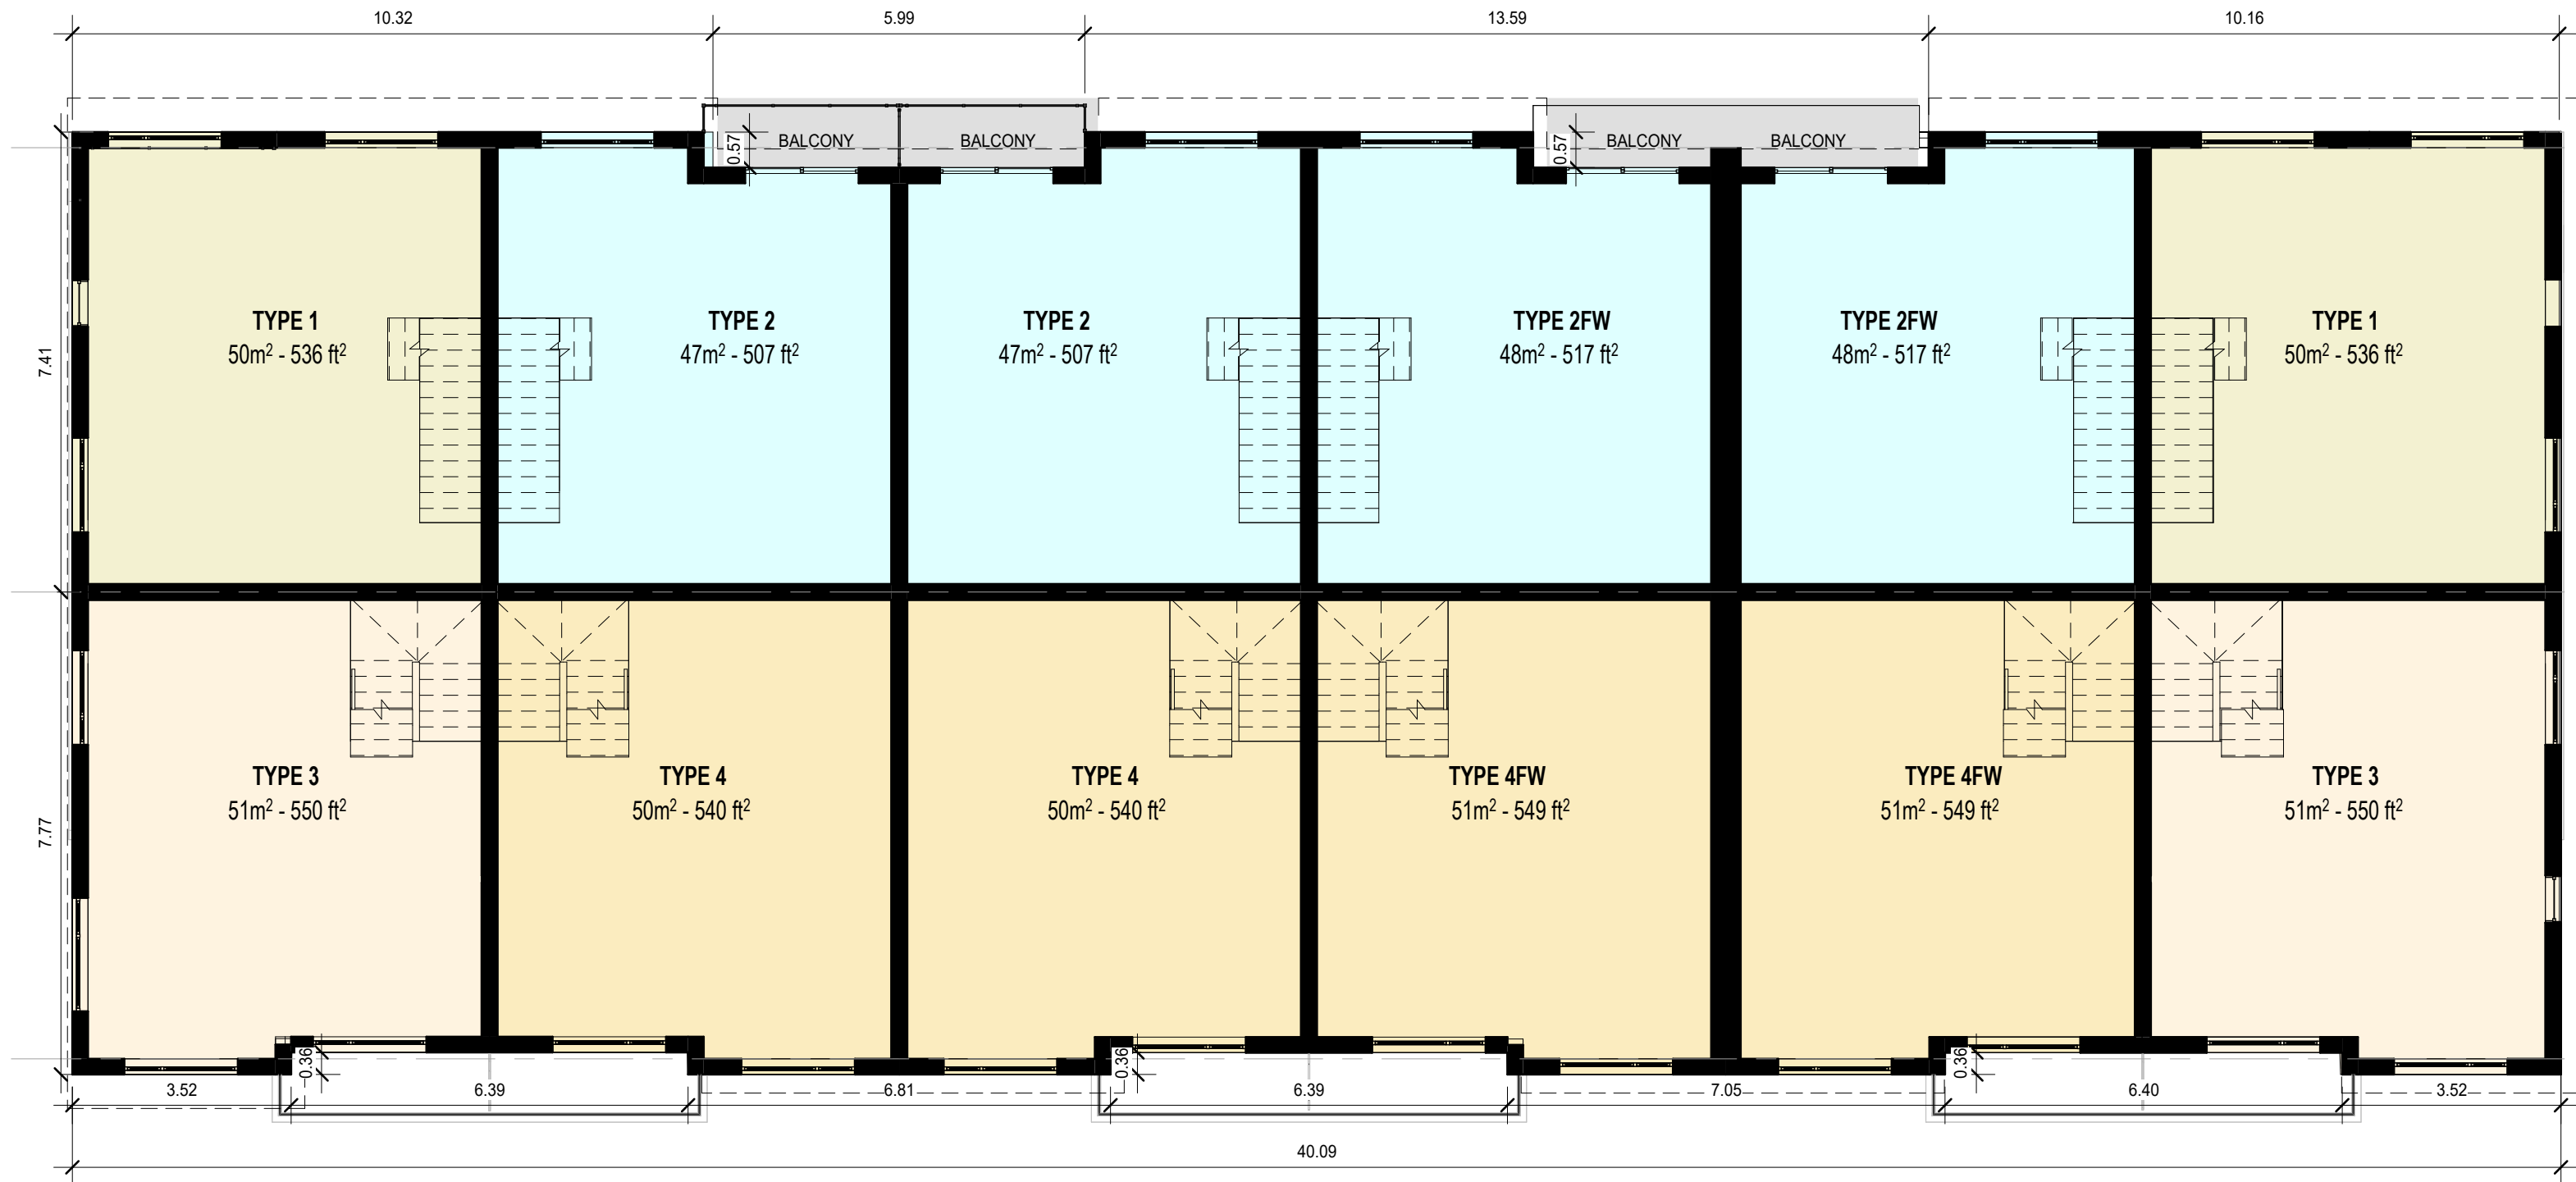 10.32 5.99 13.59 10.16
0.57 BALCONY BALCONY 0.57 BALCONY BALCONY
TYPE 1
50m² - 536 ft²
TYPE 2
47m² - 507 ft²
TYPE 2
47m² - 507 ft²
TYPE 2FW
48m² - 517 ft²
TYPE 2FW
48m² - 517 ft²
TYPE 1
50m² - 536 ft²
7.41
TYPE 3
51m² - 550 ft²
TYPE 4
50m² - 540 ft²
TYPE 4
50m² - 540 ft²
TYPE 4FW
51m² - 549 ft²
TYPE 4FW
51m² - 549 ft²
TYPE 3
51m² - 550 ft²
7.77
0.36 0.36 0.36
3.52 6.39 6.81 6.39 7.05 6.40 3.52
40.09